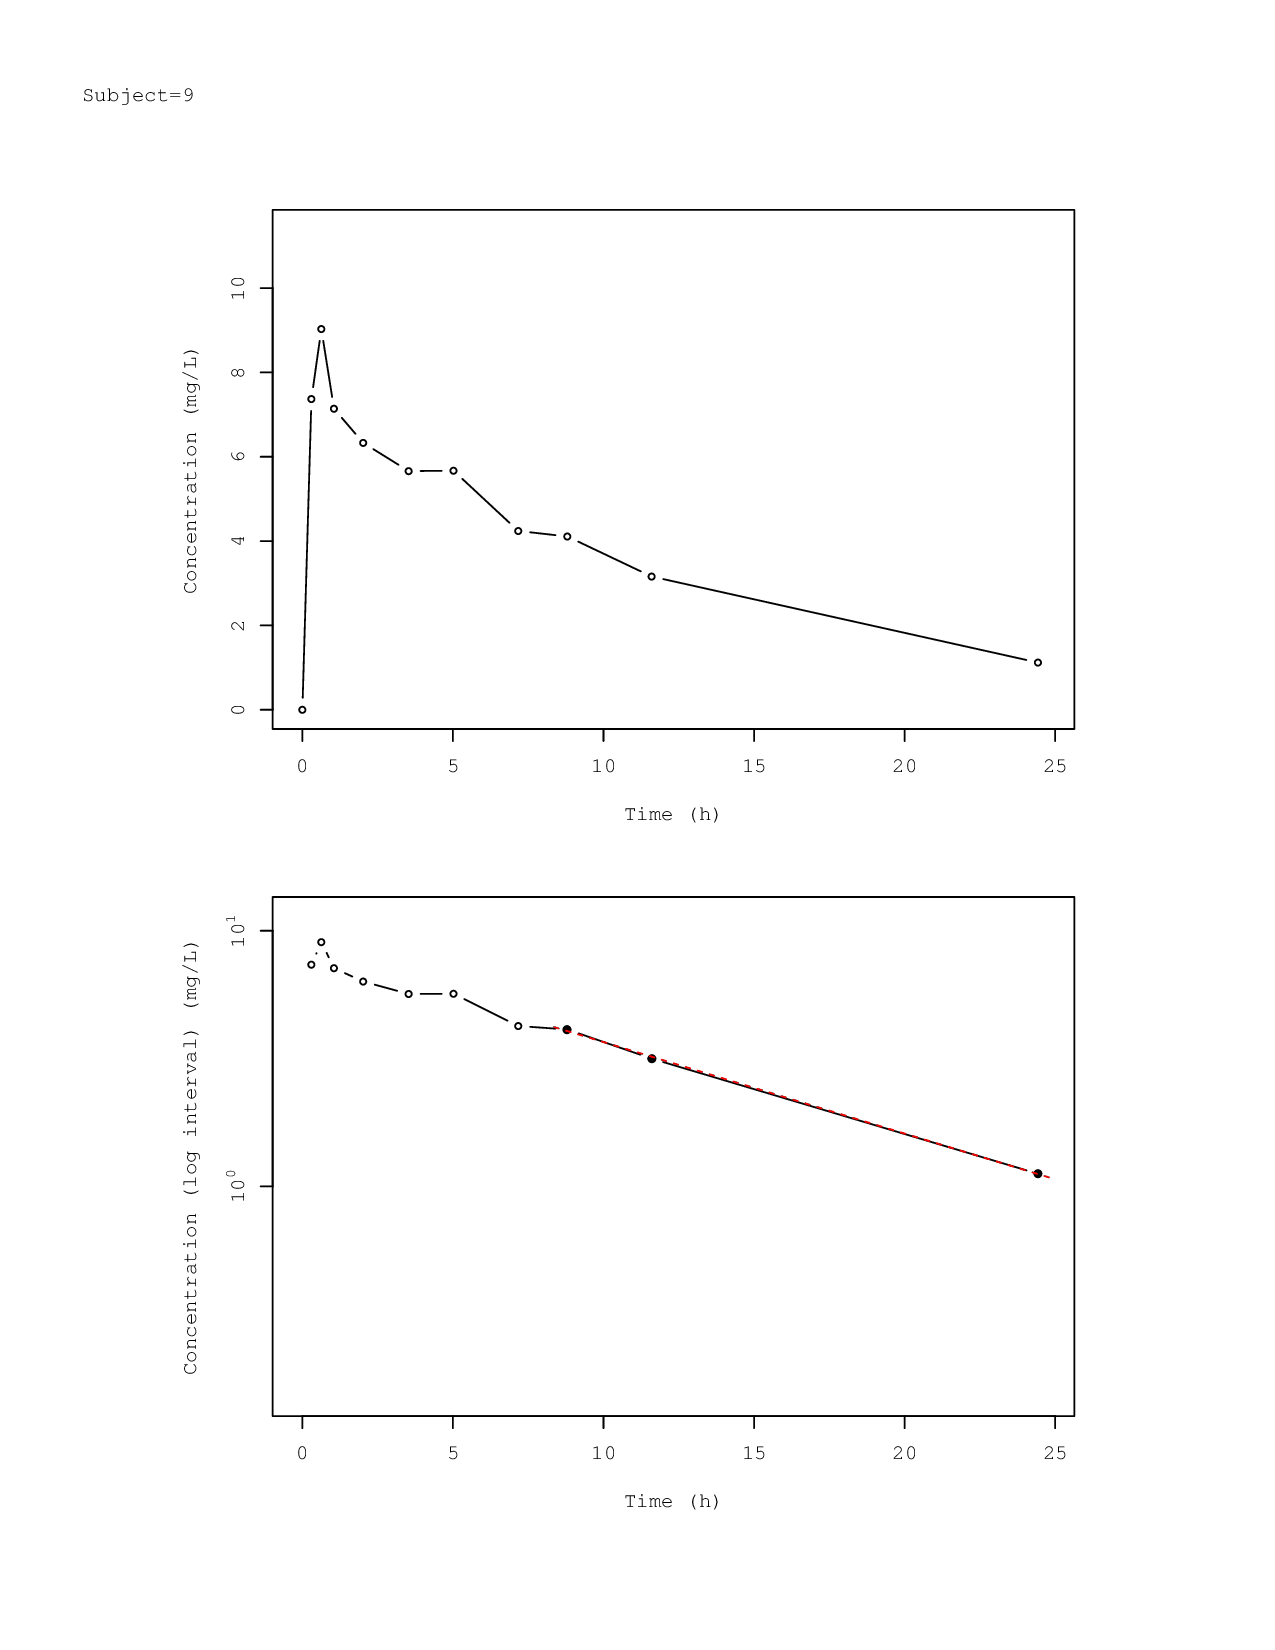 Subject=9
10
8
6
4
2
0
Concentration (mg/L)
0 5 10 15 20 25
Time (h)
10¹
10⁰
Concentration (log interval) (mg/L)
0 5 10 15 20 25
Time (h)